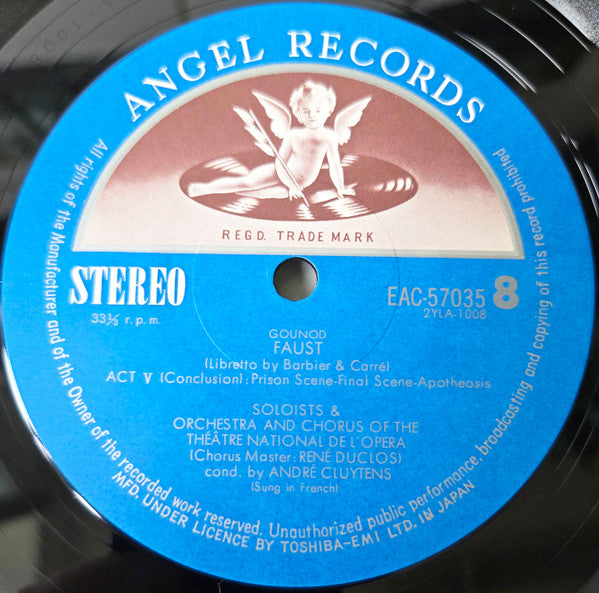 ANGEL RECORDS
REGD. TRADE MARK
STEREO
33⅓ r.p.m.
EAC-57035 8
2YLA-1008
GOUNOD
FAUST
(Libretto by Barbier & Carré)
ACT V (Conclusion): Prison Scene-Final Scene-Apotheosis
SOLOISTS &
ORCHESTRA AND CHORUS OF THE
THÉÂTRE NATIONAL DE L'OPERA
(Chorus Master: RENÉ DUCLOS)
cond. by ANDRÉ CLUYTENS
(Sung in French)
All rights of the Manufacturer and of the Owner of the recorded work reserved. Unauthorized public performance, broadcasting and copying of this record prohibited
MFD. UNDER LICENCE BY TOSHIBA-EMI LTD. IN JAPAN